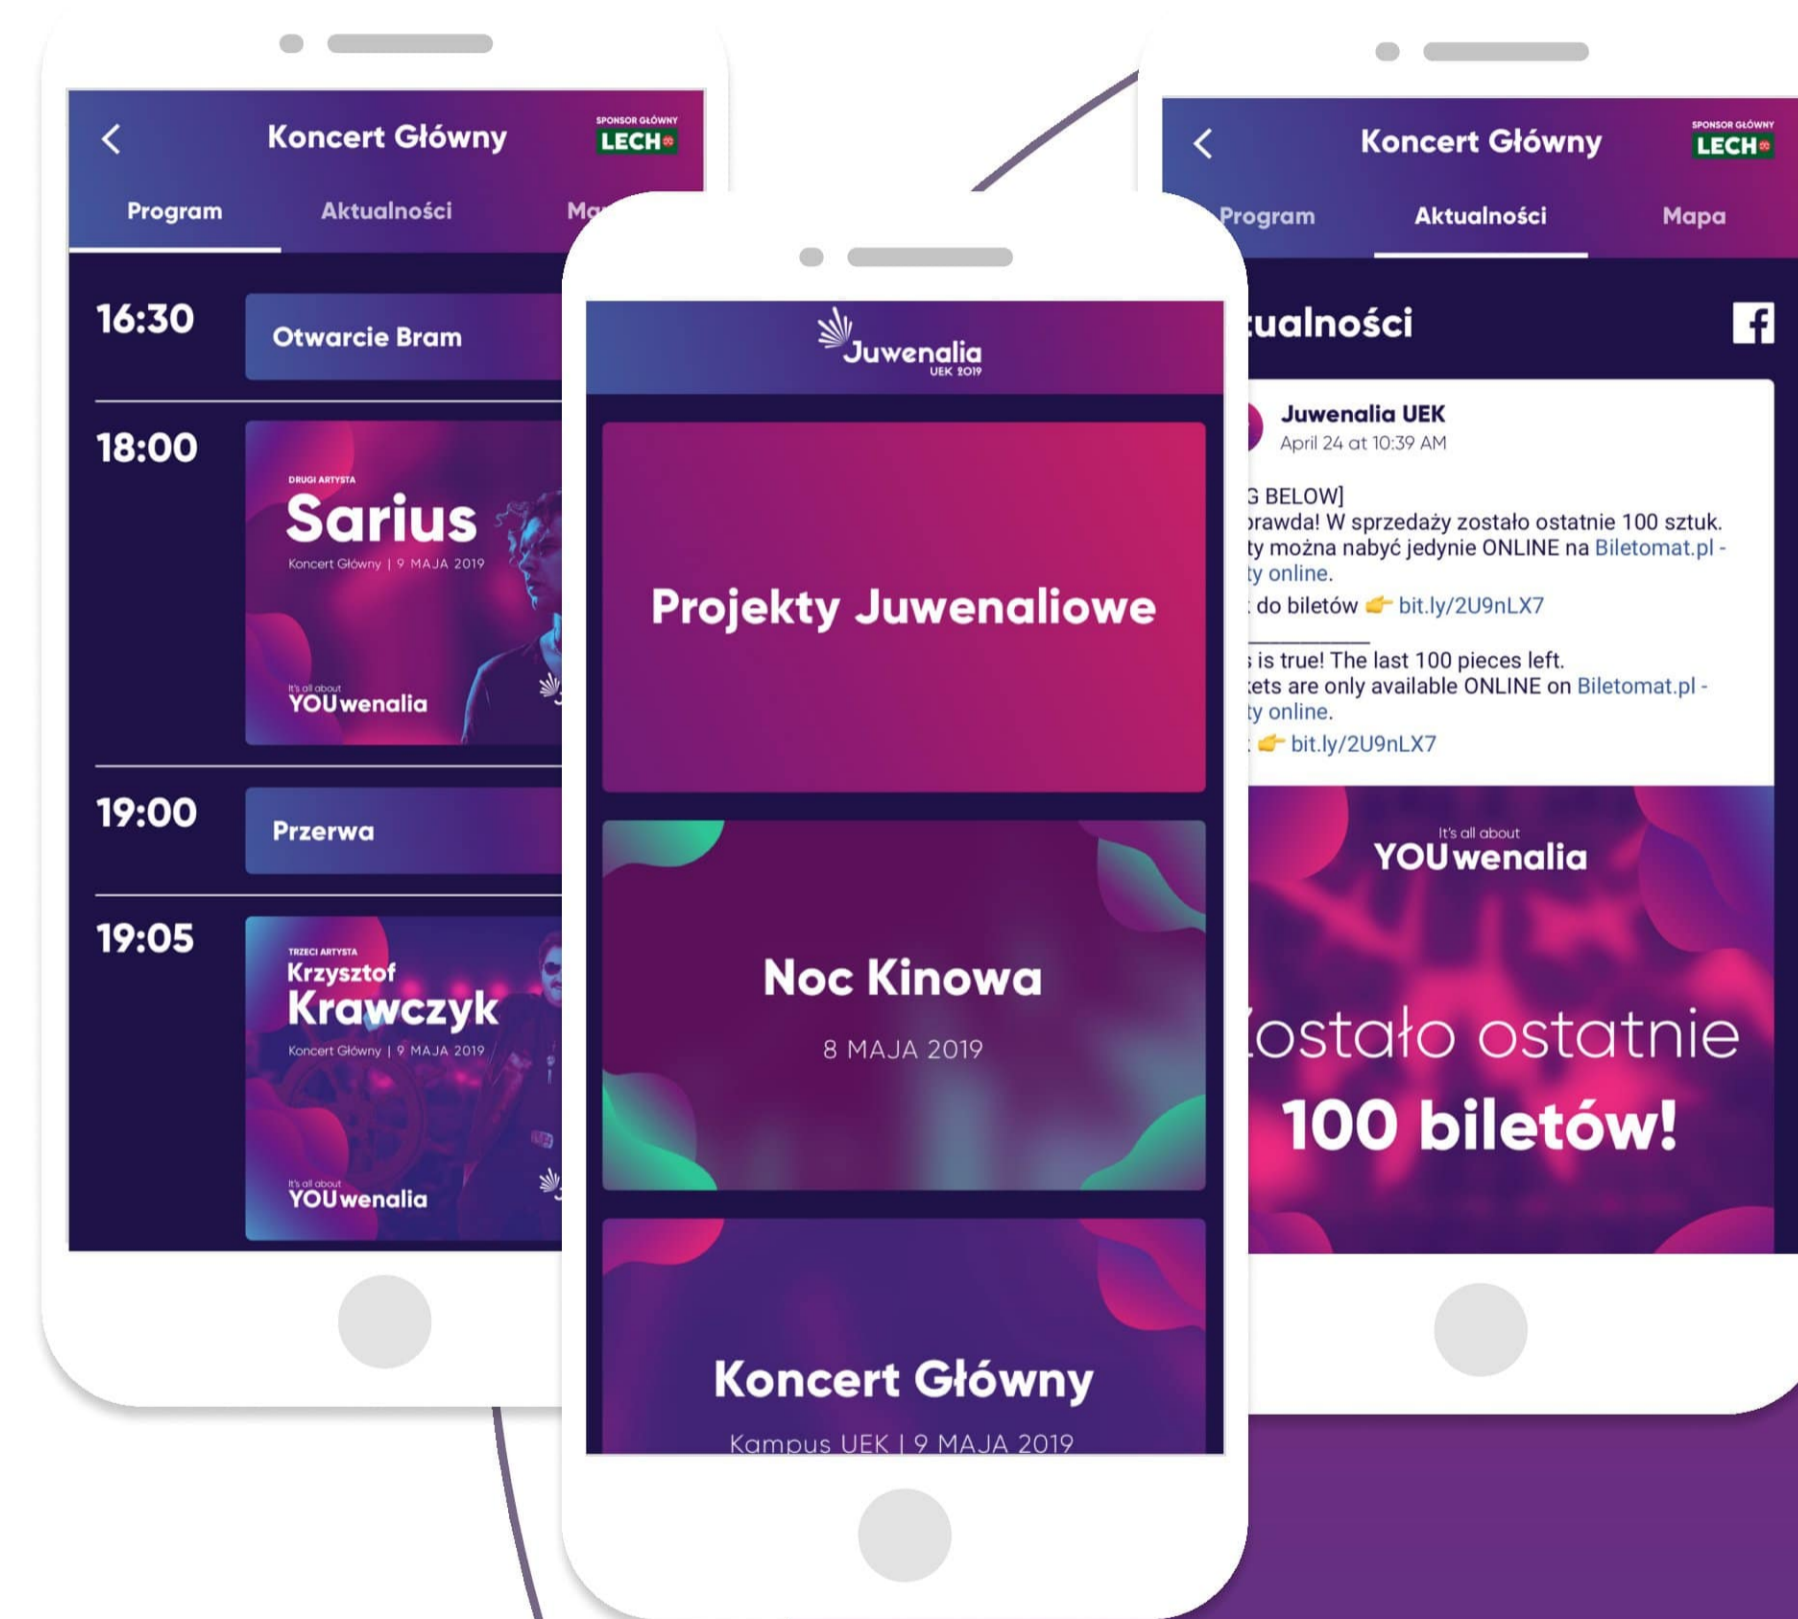 Koncert Główny
SPONSOR GŁÓWNY
LECH
Program Aktualności
16:30
Otwarcie Bram
18:00
DRUGI ARTYSTA
Sarius
Koncert Główny | 9 MAJA 2019
It's all about
YOUwenalia
19:00
Przerwa
19:05
TRZECI ARTYSTA
Krzysztof
Krawczyk
Koncert Główny | 9 MAJA 2019
It's all about
YOUwenalia
Juwenalia
UEK 2019
Projekty Juwenaliowe
Noc Kinowa
8 MAJA 2019
Koncert Główny
Kampus UEK | 9 MAJA 2019
Koncert Główny
SPONSOR GŁÓWNY
LECH
Program Aktualności Mapa
Juwenalia UEK
April 24 at 10:39 AM
BELOW]
W sprzedaży zostało ostatnie 100 sztuk.
można nabyć jedynie ONLINE na Biletomat.pl -
online.
do biletów 👉 bit.ly/2U9nLX7
is true! The last 100 pieces left.
are only available ONLINE on Biletomat.pl -
online.
👉 bit.ly/2U9nLX7
It's all about
YOUwenalia
ostatnie
100 biletów!